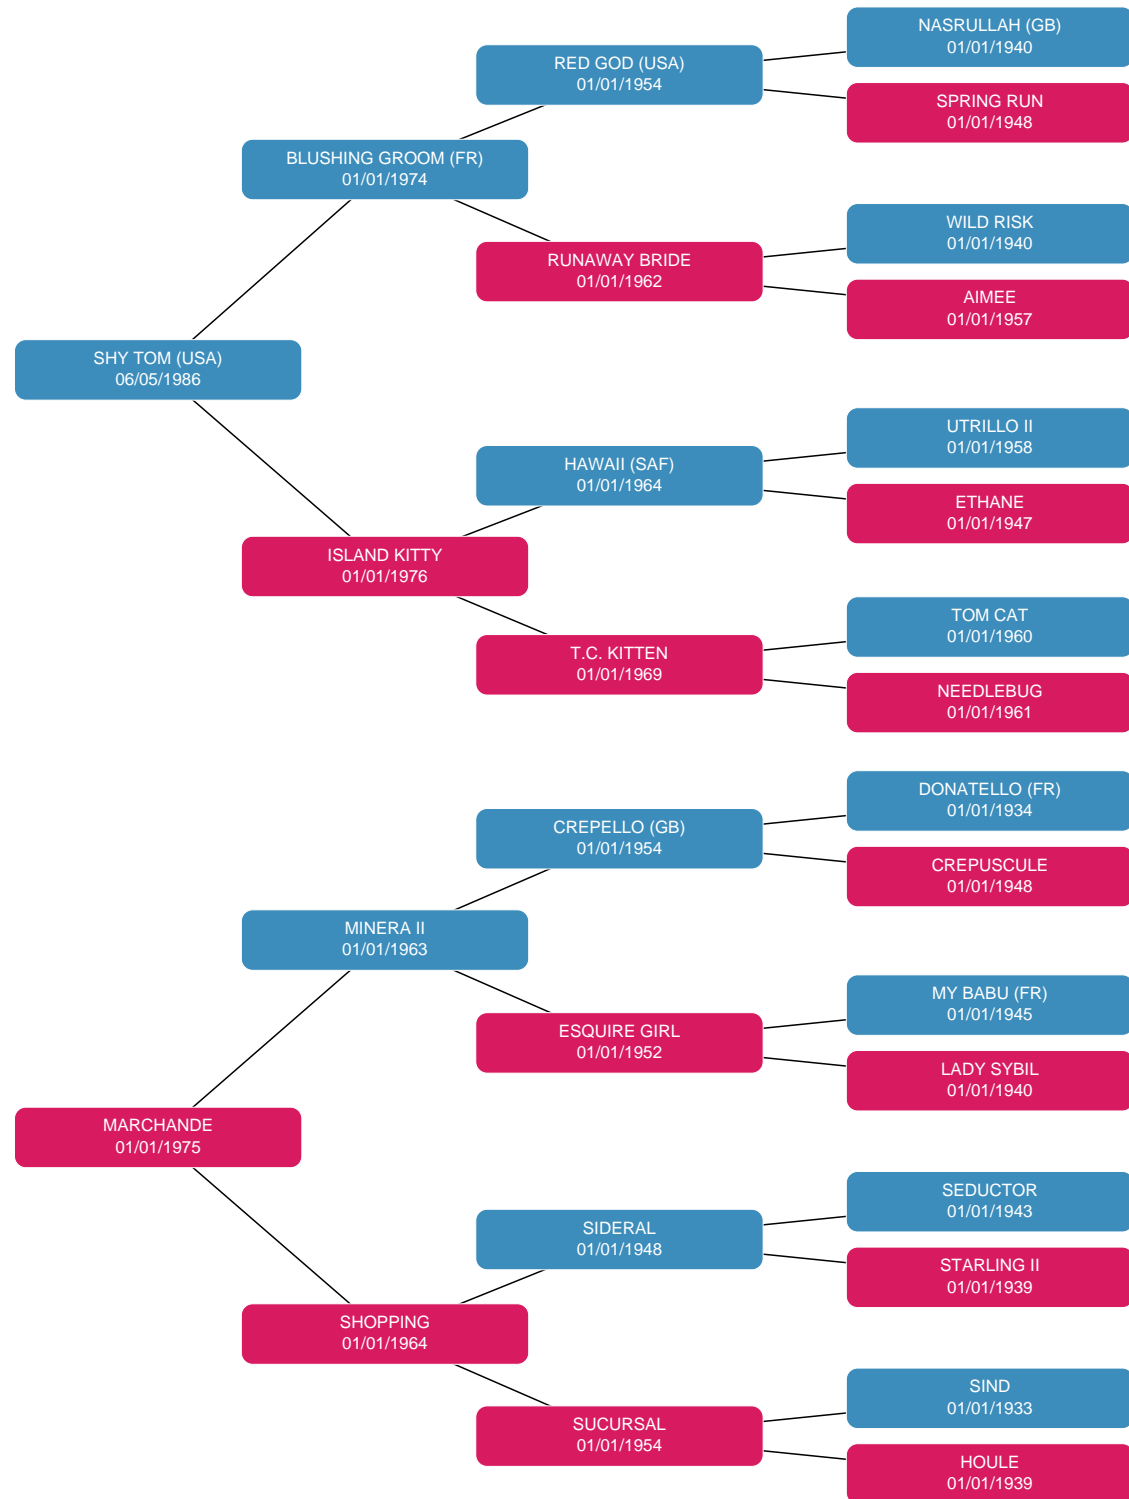 NASRULLAH (GB)
01/01/1940
RED GOD (USA)
01/01/1954
SPRING RUN
01/01/1948
BLUSHING GROOM (FR)
01/01/1974
WILD RISK
01/01/1940
RUNAWAY BRIDE
01/01/1962
AIMEE
01/01/1957
SHY TOM (USA)
06/05/1986
UTRILLO II
01/01/1958
HAWAII (SAF)
01/01/1964
ETHANE
01/01/1947
ISLAND KITTY
01/01/1976
TOM CAT
01/01/1960
T.C. KITTEN
01/01/1969
NEEDLEBUG
01/01/1961
DONATELLO (FR)
01/01/1934
CREPELLO (GB)
01/01/1954
CREPUSCULE
01/01/1948
MINERA II
01/01/1963
MY BABU (FR)
01/01/1945
ESQUIRE GIRL
01/01/1952
LADY SYBIL
01/01/1940
MARCHANDE
01/01/1975
SEDUCTOR
01/01/1943
SIDERAL
01/01/1948
STARLING II
01/01/1939
SHOPPING
01/01/1964
SIND
01/01/1933
SUCURSAL
01/01/1954
HOULE
01/01/1939